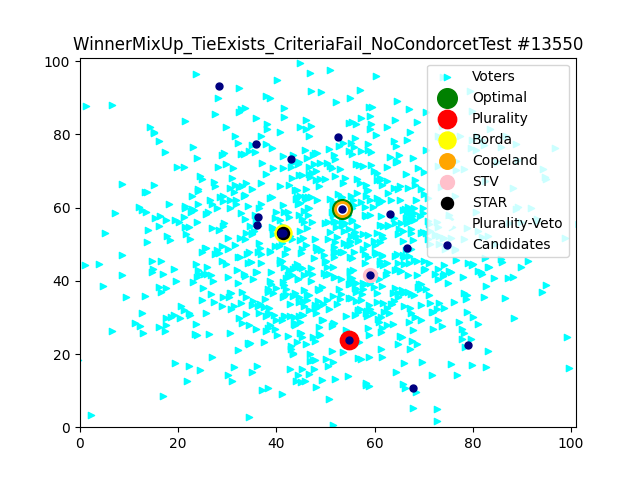 WinnerMixUp_TieExists_CriteriaFail_NoCondorcetTest #13550
Voters
Optimal
Plurality
Borda
Copeland
STV
STAR
Plurality-Veto
Candidates
100
80
60
40
20
0
0 20 40 60 80 100